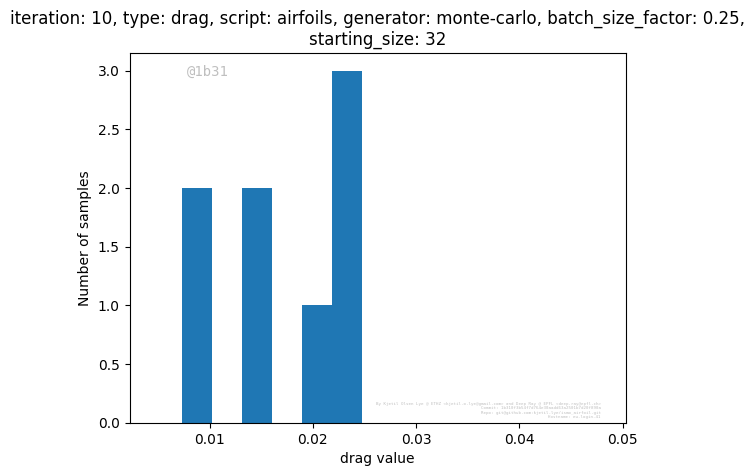 iteration: 10, type: drag, script: airfoils, generator: monte-carlo, batch_size_factor: 0.25,
starting_size: 32
@1b31
3.0
2.5
2.0
1.5
1.0
0.5
0.0
Number of samples
0.01
0.02
0.03
0.04
0.05
drag value